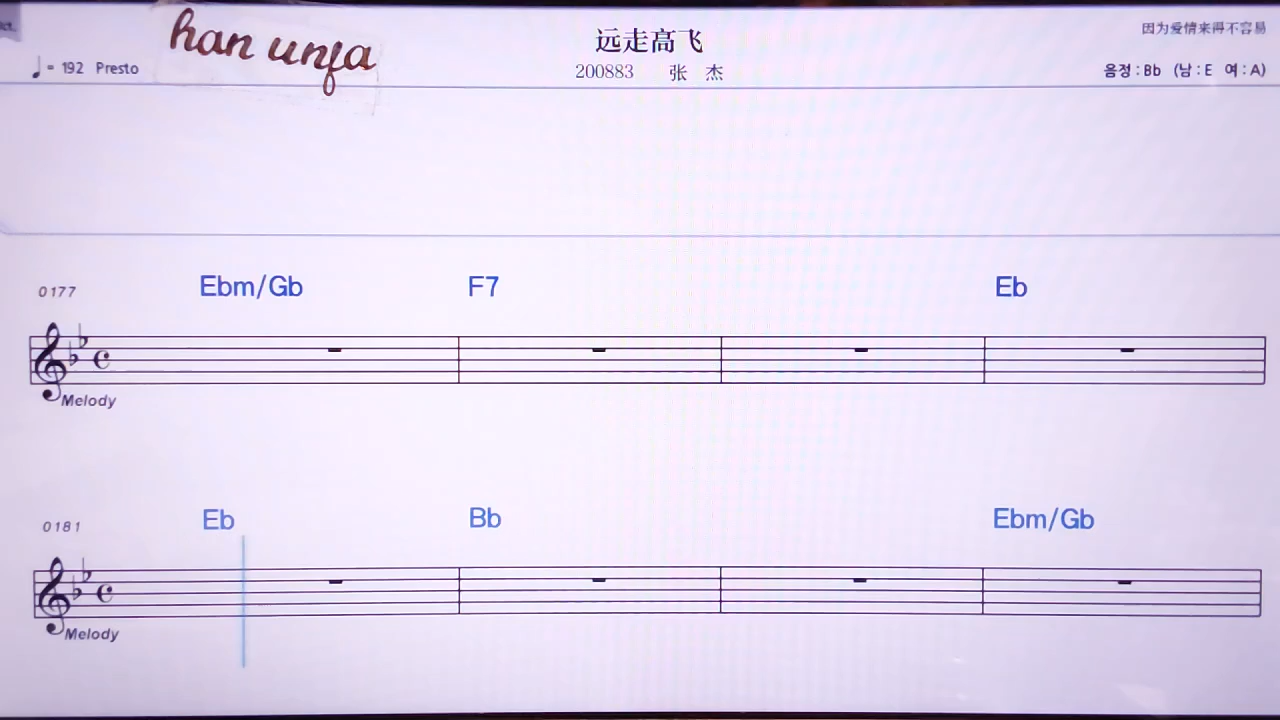 han unfa
♩= 192 Presto
远走高飞
200883 张 杰
因为爱情来得不容易
음정 : Bb (남 : E 여 : A)
0177 Ebm/Gb F7 Eb
Melody
0181 Eb Bb Ebm/Gb
Melody